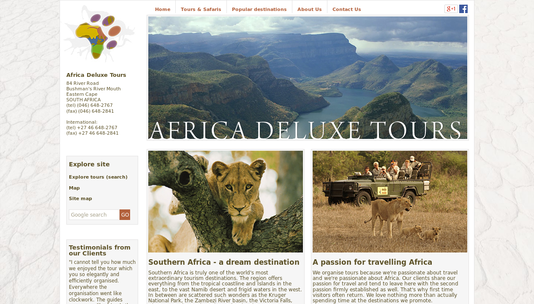 Home
Tours & Safaris
Popular destinations
About Us
Contact Us
g+1
f
AFRICA DELUXE TOURS
Africa Deluxe Tours
84 River Road
Bushman's River Mouth
Eastern Cape
SOUTH AFRICA
(tel) (046) 648-2767
(fax) (046) 648-2841
International:
(tel) +27 46 648-2767
(fax) +27 46 648-2841
Explore site
Explore tours (search)
Map
Site map
Google search
GO
Testimonials from
our Clients
"I cannot tell you how
much we enjoyed the
tour which you so
elegantly and
efficiently organised.
Everywhere the
organisation went like
clockwork. The guides
Southern Africa - a dream destination
Southern Africa is truly one of the world's most
extraordinary tourism destinations. The region offers
everything from the tropical coastline and islands in the
east, to the vast Namib desert and frigid waters in the west.
In between are scattered such wonders as the Kruger
National Park, the Zambezi River basin, the Victoria Falls,
A passion for travelling Africa
We organise tours because we're passionate about travel
and we're passionate about Africa. Our clients share our
passion for travel and tend to leave here with the second
passion firmly established as well. That's why first time
visitors often return. We love nothing more than actually
spending time at the destinations we promote.